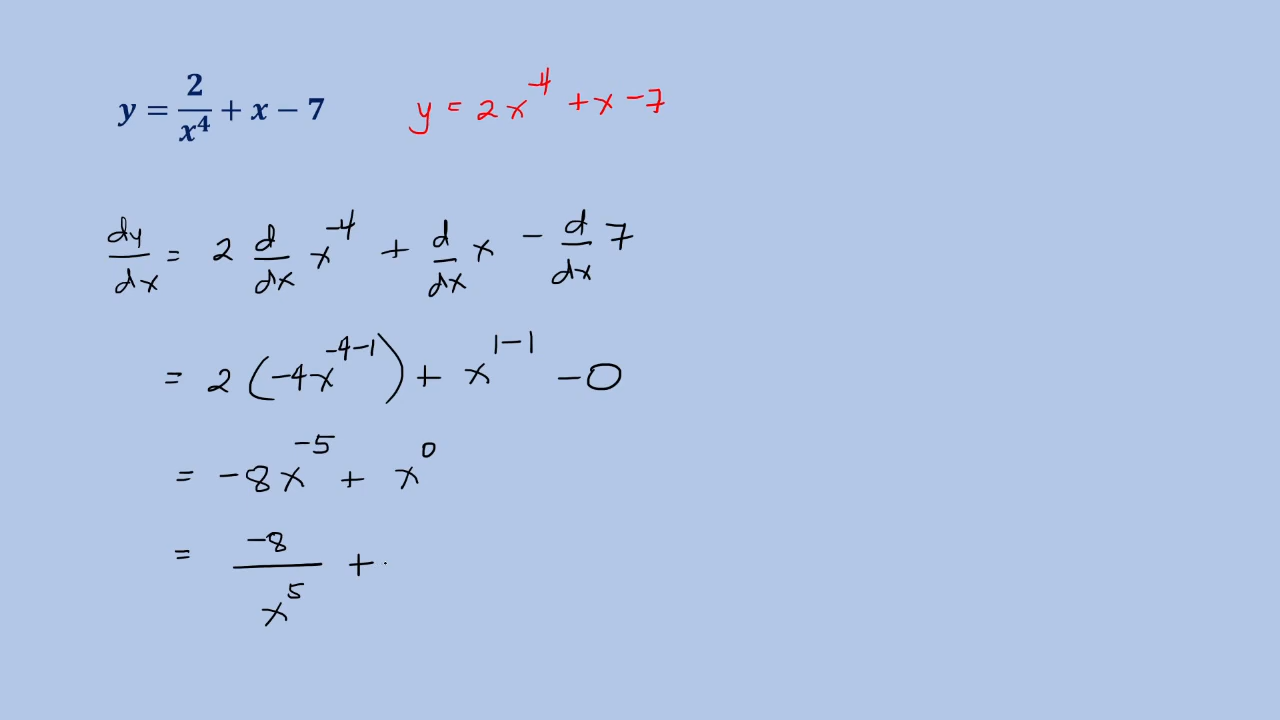 y = 2/x⁴ + x − 7    y = 2x⁻⁴ + x − 7
dy/dx = 2 d/dx x⁻⁴ + d/dx x − d/dx 7
= 2 (−4x⁻⁴⁻¹) + x¹⁻¹ − 0
= −8x⁻⁵ + x⁰
= −8/x⁵ +